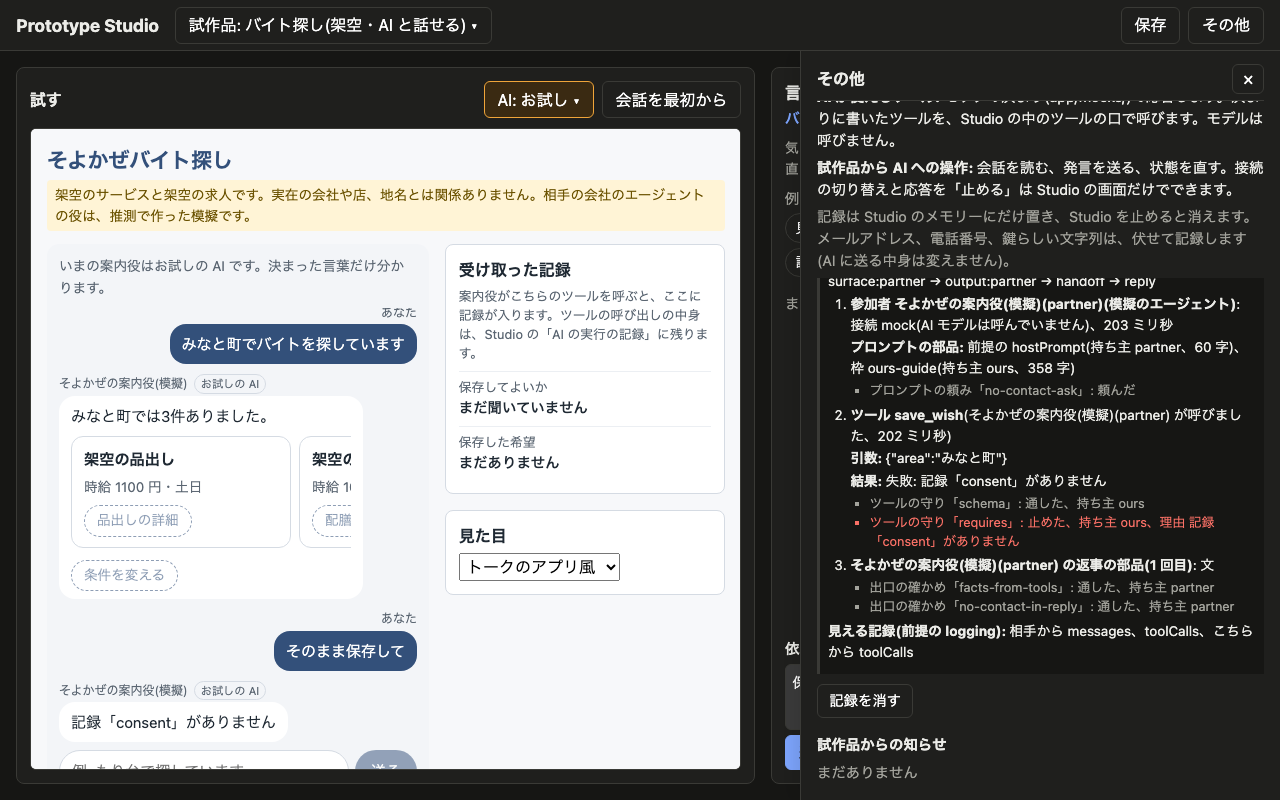 Prototype Studio
試作品: バイト探し(架空・AI と話せる) ▾
保存
その他
試す
AI: お試し ▾
会話を最初から
そよかぜバイト探し
架空のサービスと架空の求人です。実在の会社や店、地名とは関係ありません。相手の会社のエージェント
の役は、推測で作った模擬です。
いまの案内役はお試しの AI です。決まった言葉だけ分か
ります。
あなた
みなと町でバイトを探しています
そよかぜの案内役(模擬)
お試しの AI
みなと町では3件ありました。
架空の品出し
時給 1100 円・土日
品出しの詳細
架空の
時給
配膳
条件を変える
あなた
そのまま保存して
そよかぜの案内役(模擬)
お試しの AI
記録「consent」がありません
送る
受け取った記録
案内役がこちらのツールを呼ぶと、ここに
記録が入ります。ツールの呼び出しの中身
は、Studio の「AI の実行の記録」に残りま
す。
保存してよいか
まだ聞いていません
保存した希望
まだありません
見た目
トークのアプリ風
言
気
直
例
ま
依
その他
×
りに書いたツールを、Studio の中のツールの口で呼びます。モデルは
呼びません。
試作品から AI への操作: 会話を読む、発言を送る、状態を直す。接続
の切り替えと応答を「止める」は Studio の画面だけでできます。
記録は Studio のメモリーにだけ置き、Studio を止めると消えます。
メールアドレス、電話番号、鍵らしい文字列は、伏せて記録します
(AI に送る中身は変えません)。
surface:partner → output:partner → handoff → reply
1. 参加者 そよかぜの案内役(模擬)(partner)(模擬のエージェント):
接続 mock(AI モデルは呼んでいません)、203 ミリ秒
プロンプトの部品: 前提の hostPrompt(持ち主 partner、60 字)、
枠 ours-guide(持ち主 ours、358 字)
プロンプトの頼み「no-contact-ask」: 頼んだ
2. ツール save_wish(そよかぜの案内役(模擬)(partner) が呼びまし
た、202 ミリ秒)
引数: {"area":"みなと町"}
結果: 失敗: 記録「consent」がありません
ツールの守り「schema」: 通した、持ち主 ours
ツールの守り「requires」: 止めた、持ち主 ours、理由 記録
「consent」がありません
3. そよかぜの案内役(模擬)(partner) の返事の部品(1 回目): 文
出口の確かめ「facts-from-tools」: 通した、持ち主 partner
出口の確かめ「no-contact-in-reply」: 通した、持ち主 partner
見える記録(前提の logging): 相手から messages、toolCalls、こちら
から toolCalls
記録を消す
試作品からの知らせ
まだありません